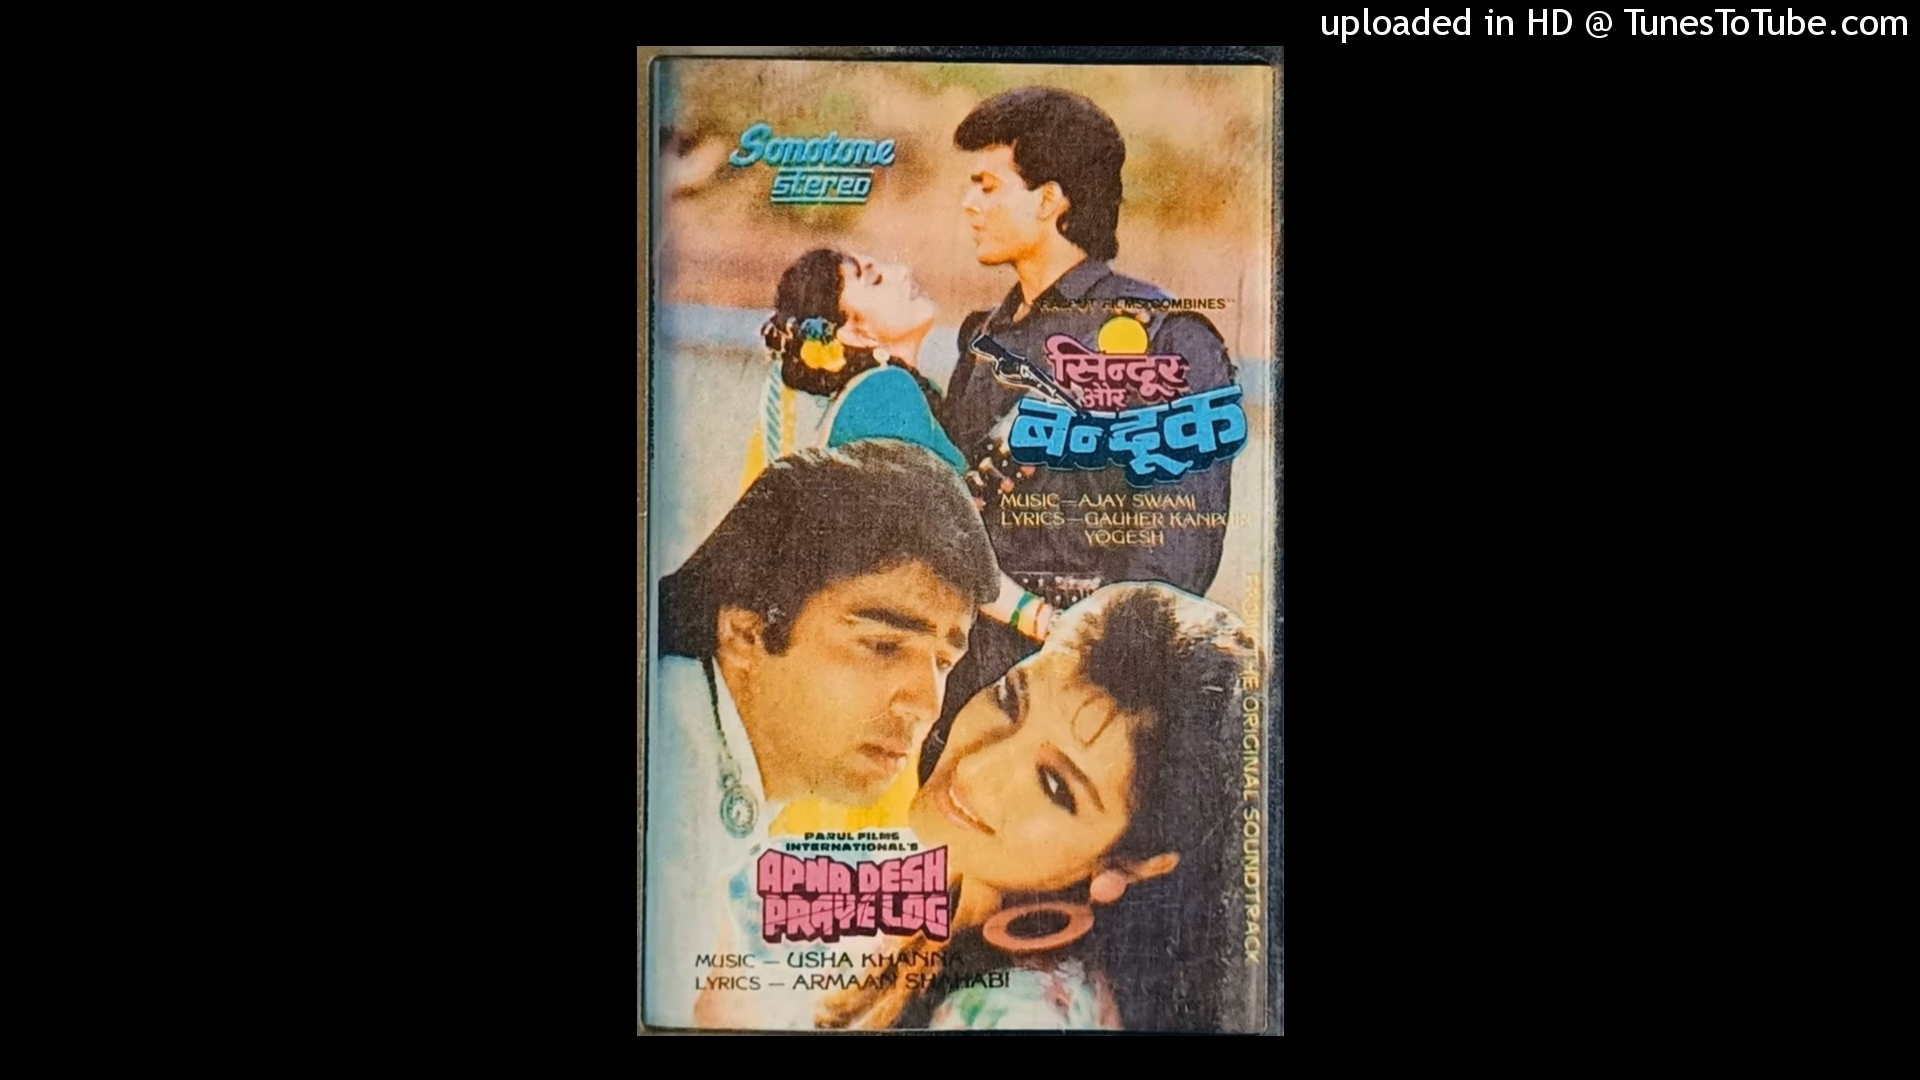 uploaded in HD @ TunesToTube.com
Sonotone
stereo
"RAJPUT FILMS COMBINES"
सिन्दूर
और
बन्दूक
MUSIC—AJAY SWAMI
LYRICS—GAUHER KANPURI
YOGESH
FROM THE ORIGINAL SOUNDTRACK
PARUL FILMS
INTERNATIONAL'S
APNA DESH
PRAYE LOG
MUSIC — USHA KHANNA
LYRICS — ARMAAN SHAHABI